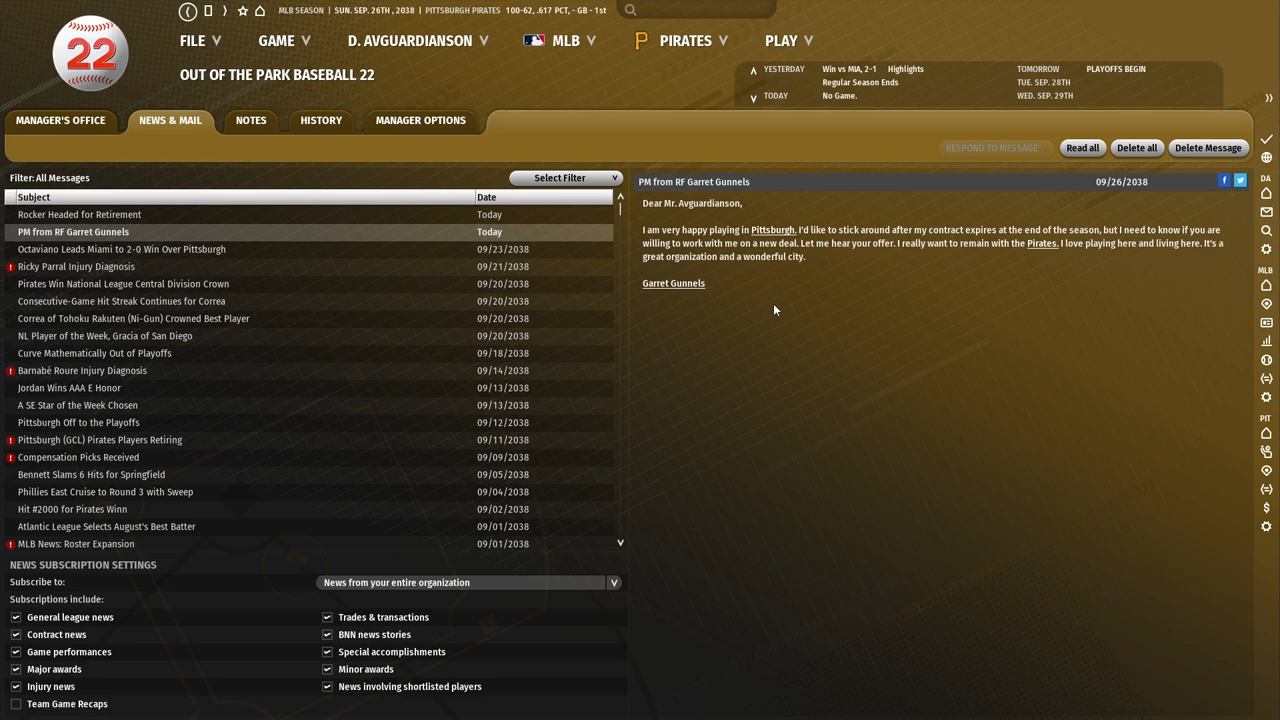 MLB SEASON | SUN. SEP. 26TH , 2038 | PITTSBURGH PIRATES 100-62, .617 PCT, - GB - 1st
22
FILE GAME D. AVGUARDIANSON MLB P PIRATES PLAY
OUT OF THE PARK BASEBALL 22
YESTERDAY Win vs MIA, 2-1 Highlights TOMORROW PLAYOFFS BEGIN
Regular Season Ends TUE. SEP. 28TH
TODAY No Game. WED. SEP. 29TH
MANAGER'S OFFICE NEWS & MAIL NOTES HISTORY MANAGER OPTIONS
RESPOND TO MESSAGE Read all Delete all Delete Message
Filter: All Messages Select Filter
Subject Date
Rocker Headed for Retirement Today
PM from RF Garret Gunnels Today
Octaviano Leads Miami to 2-0 Win Over Pittsburgh 09/23/2038
Ricky Parral Injury Diagnosis 09/21/2038
Pirates Win National League Central Division Crown 09/20/2038
Consecutive-Game Hit Streak Continues for Correa 09/20/2038
Correa of Tohoku Rakuten (Ni-Gun) Crowned Best Player 09/20/2038
NL Player of the Week, Gracia of San Diego 09/20/2038
Curve Mathematically Out of Playoffs 09/18/2038
Barnabé Roure Injury Diagnosis 09/14/2038
Jordan Wins AAA E Honor 09/13/2038
A SE Star of the Week Chosen 09/13/2038
Pittsburgh Off to the Playoffs 09/12/2038
Pittsburgh (GCL) Pirates Players Retiring 09/11/2038
Compensation Picks Received 09/09/2038
Bennett Slams 6 Hits for Springfield 09/05/2038
Phillies East Cruise to Round 3 with Sweep 09/04/2038
Hit #2000 for Pirates Winn 09/02/2038
Atlantic League Selects August's Best Batter 09/01/2038
MLB News: Roster Expansion 09/01/2038
NEWS SUBSCRIPTION SETTINGS
Subscribe to: News from your entire organization
Subscriptions include:
General league news Trades & transactions
Contract news BNN news stories
Game performances Special accomplishments
Major awards Minor awards
Injury news News involving shortlisted players
Team Game Recaps
PM from RF Garret Gunnels 09/26/2038
Dear Mr. Avguardianson,
I am very happy playing in Pittsburgh. I'd like to stick around after my contract expires at the end of the season, but I need to know if you are
willing to work with me on a new deal. Let me hear your offer. I really want to remain with the Pirates. I love playing here and living here. It's a
great organization and a wonderful city.
Garret Gunnels
DA
MLB
PIT